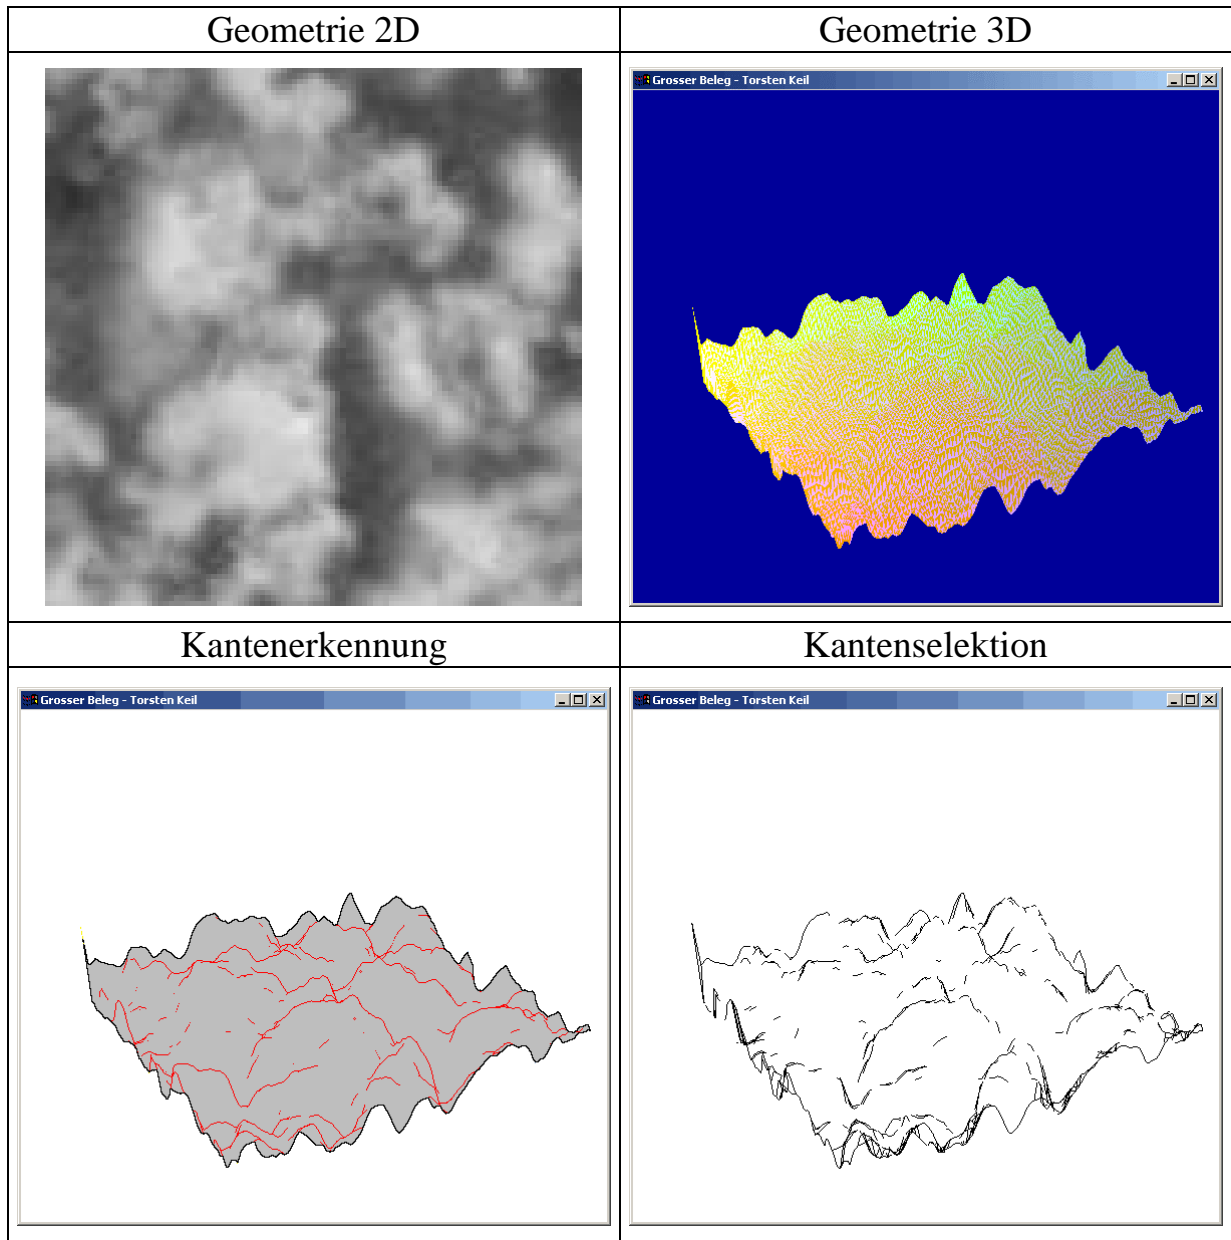 Geometrie 2D
Geometrie 3D
Grosser Beleg - Torsten Keil
Kantenerkennung
Kantenselektion
Grosser Beleg - Torsten Keil
Grosser Beleg - Torsten Keil